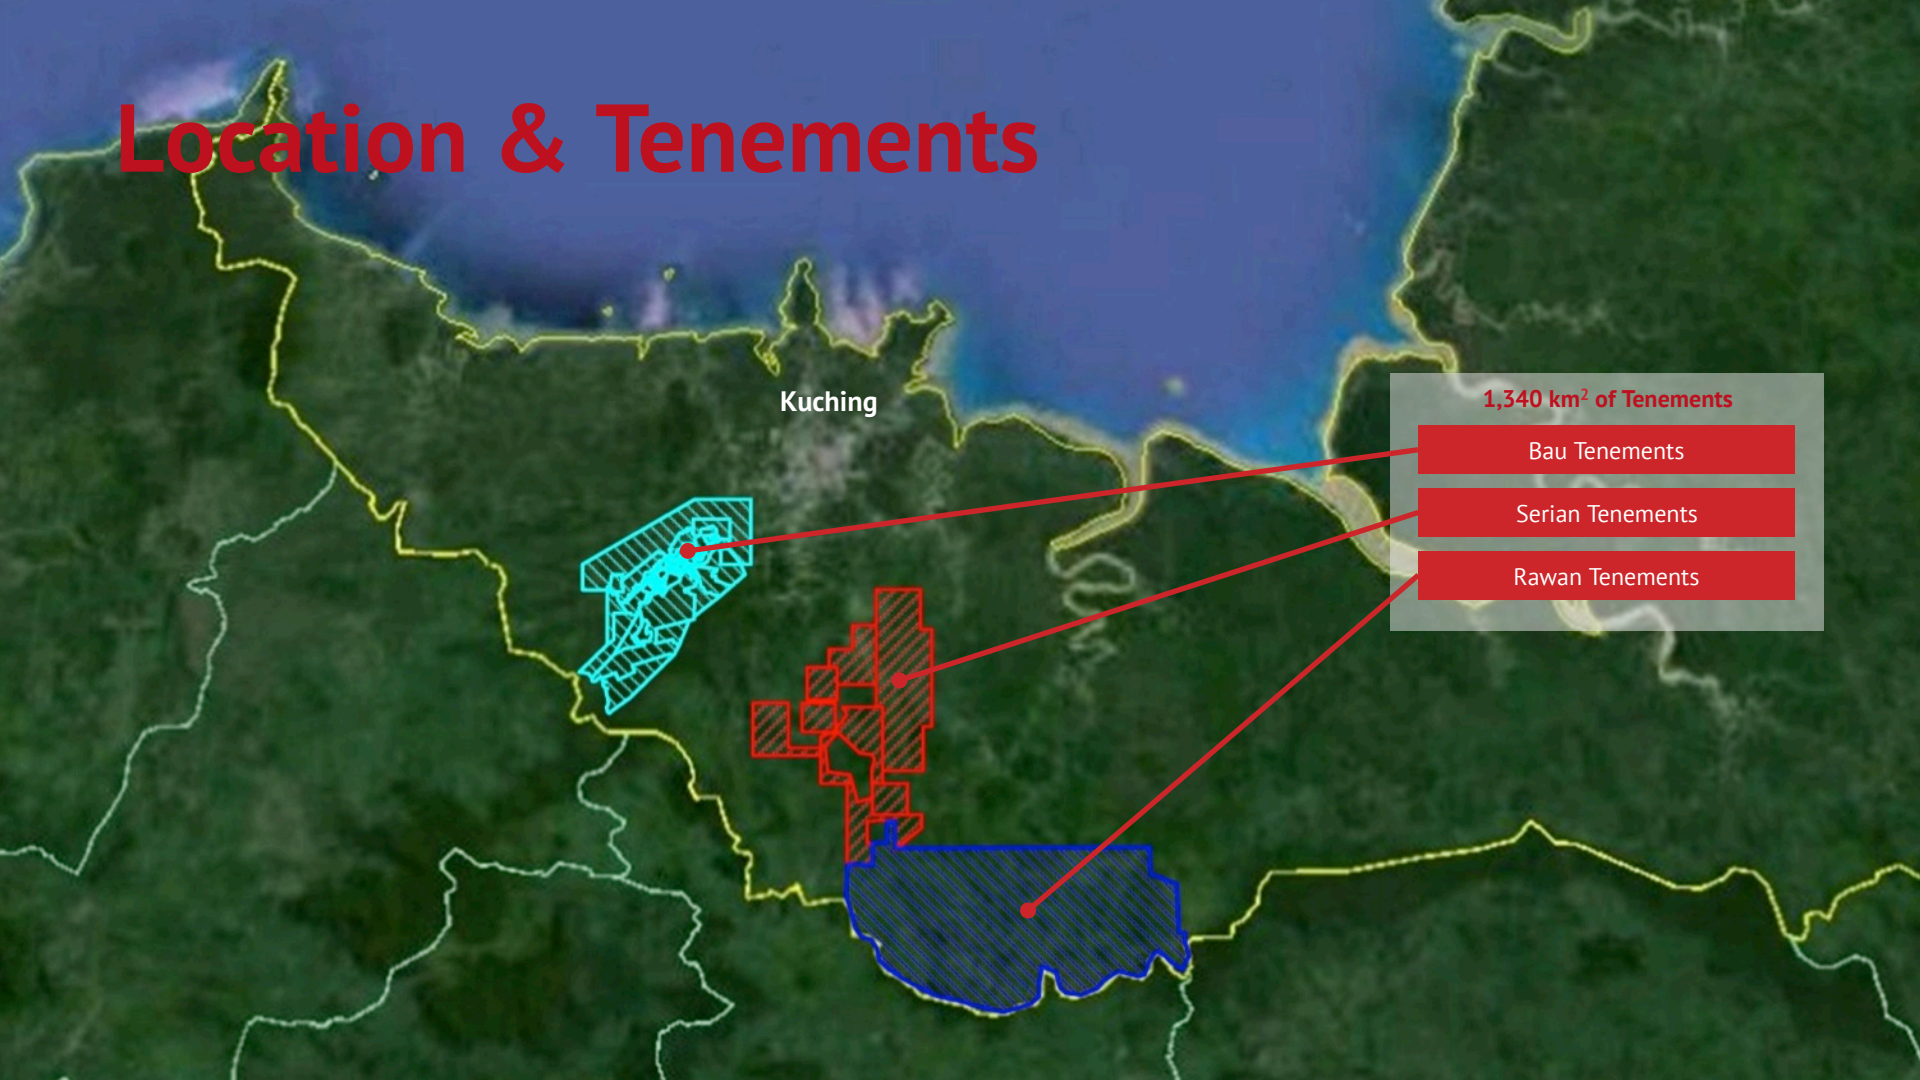 Location & Tenements
Kuching
1,340 km² of Tenements
Bau Tenements
Serian Tenements
Rawan Tenements